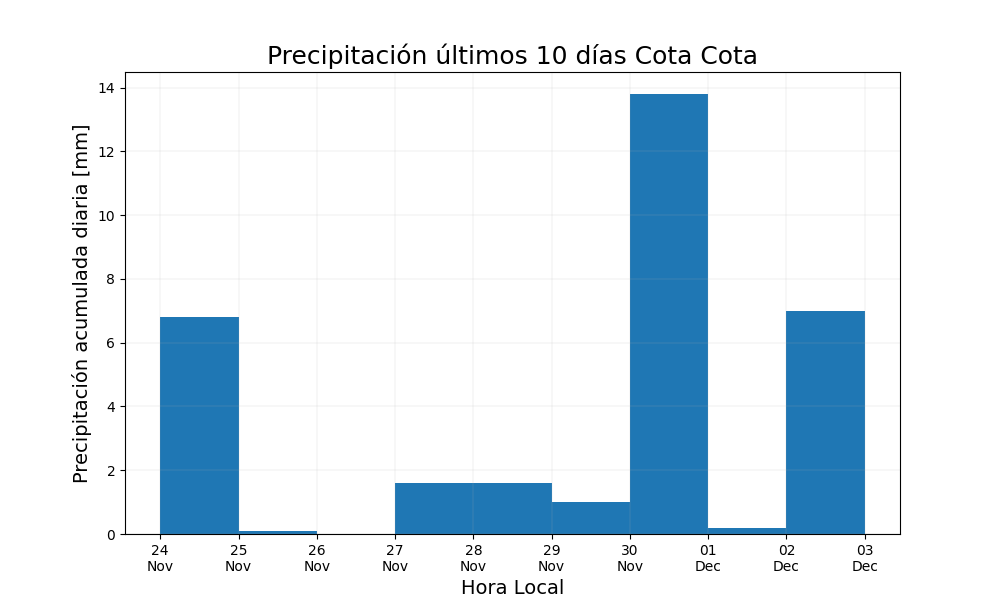 Precipitación últimos 10 días Cota Cota
Precipitación acumulada diaria [mm]
14
12
10
8
6
4
2
0
24 25 26 27 28 29 30 01 02 03
Nov Nov Nov Nov Nov Nov Nov Dec Dec Dec
Hora Local